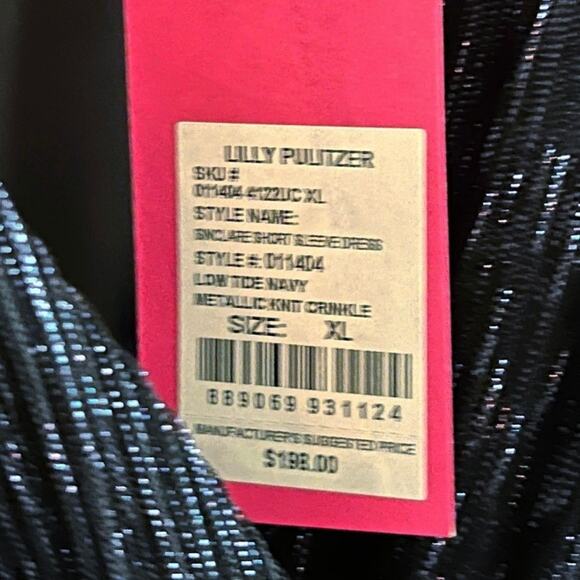 LILLY PULITZER
SKU #
011404 4122UC XL
STYLE NAME:
SINCLARE SHORT SLEEVE DRESS
STYLE #: 011404
LOW TIDE NAVY
METALLIC KNIT CRINKLE
SIZE: XL
889069 931124
MANUFACTURER'S SUGGESTED PRICE
$198.00